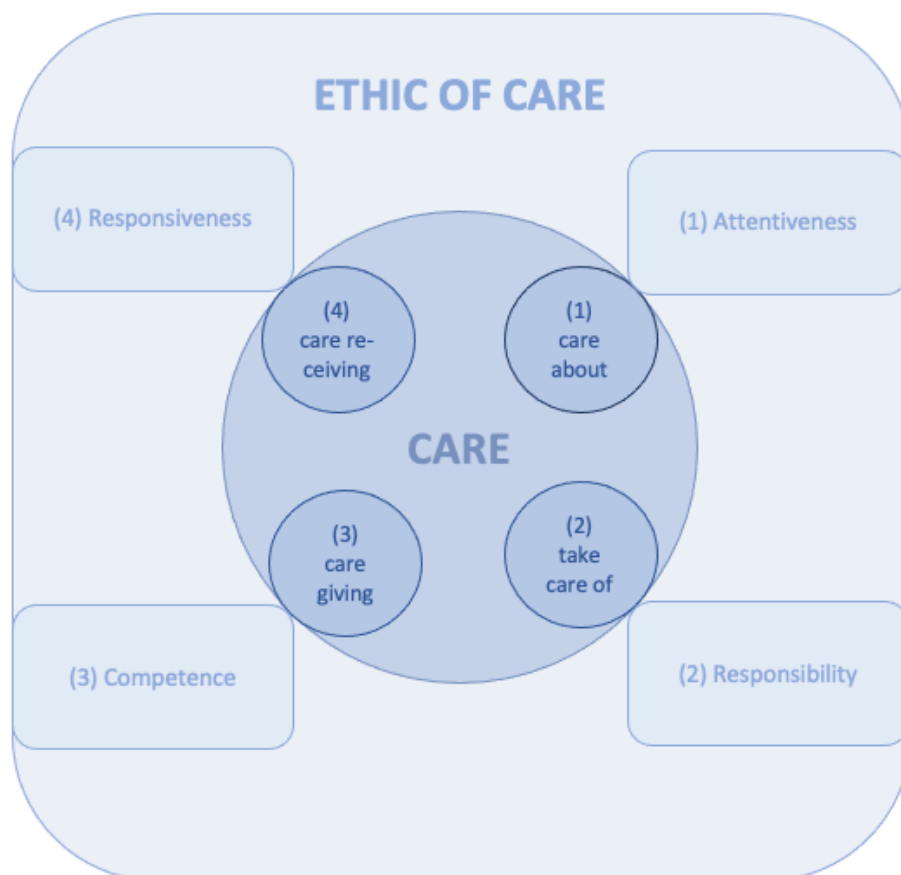 ETHIC OF CARE
(4) Responsiveness
(1) Attentiveness
(4)
care re-
ceiving
(1)
care
about
CARE
(3)
care
giving
(2)
take
care of
(3) Competence
(2) Responsibility